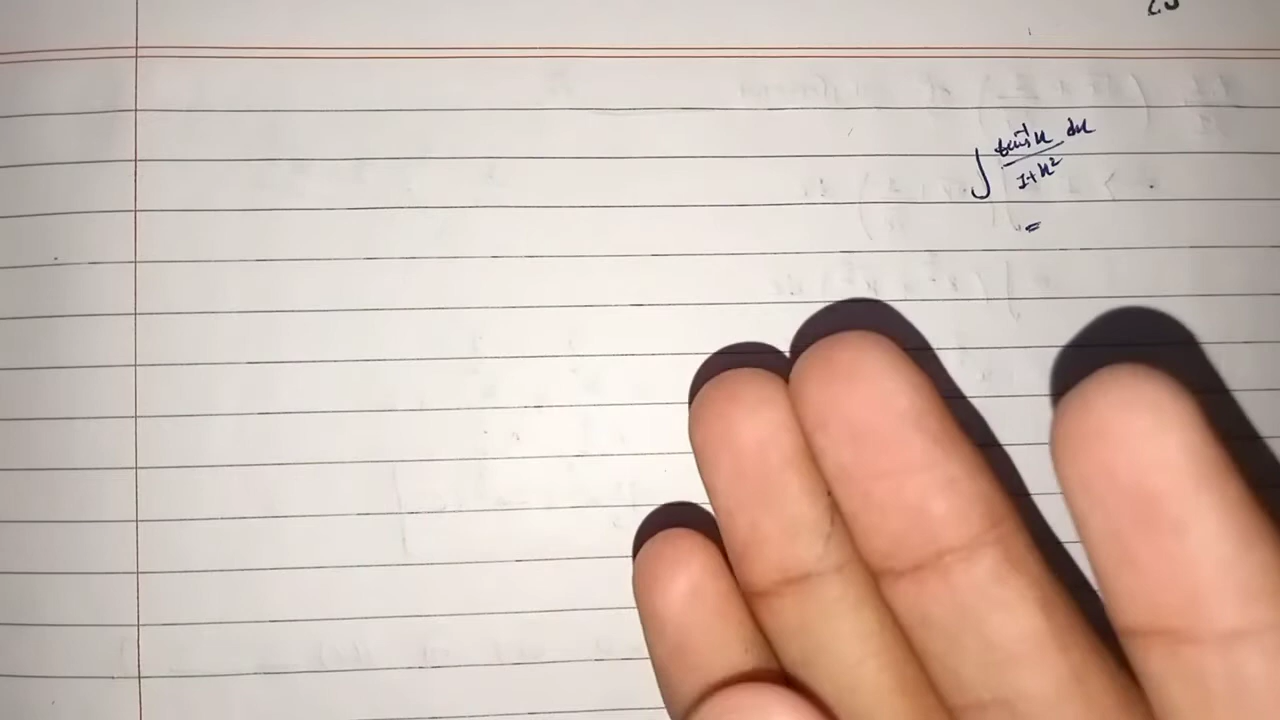 ∫ tan⁻¹x dx / 1+x²
=